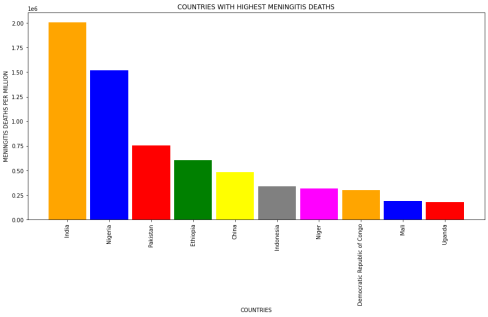 COUNTRIES WITH HIGHEST MENINGITIS DEATHS
1e6
2.00
1.75
1.50
1.25
1.00
0.75
0.50
0.25
0.00
MENINGITIS DEATHS PER MILLION
India
Nigeria
Pakistan
Ethiopia
China
Indonesia
Niger
Democratic Republic of Congo
Mali
Uganda
COUNTRIES